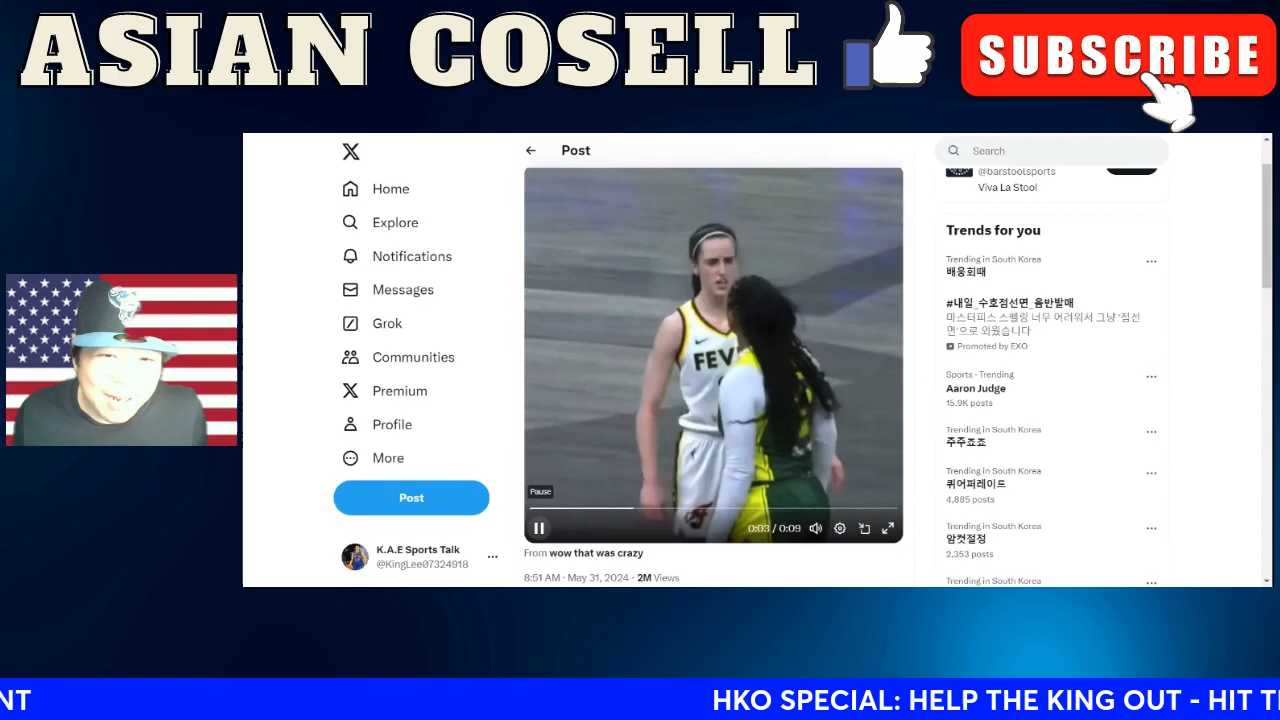 ASIAN COSELL
SUBSCRIBE
Post
Search
@barstoolsports
Viva La Stool
Home
Explore
Notifications
Messages
Grok
Communities
Premium
Profile
More
Post
K.A.E Sports Talk
@KingLee07324918
FEV
Pause
0:03 / 0:09
From wow that was crazy
8:51 AM · May 31, 2024 · 2M Views
Trends for you
Trending in South Korea
배웅회때
#내일_수호점선면_음반발매
마스터피스 스펠링 너무 어려워서 그냥 '점선
면'으로 외웠습니다
Promoted by EXO
Sports · Trending
Aaron Judge
15.9K posts
Trending in South Korea
주주죠죠
Trending in South Korea
퀴어퍼레이드
4,885 posts
Trending in South Korea
암컷절정
2,353 posts
Trending in South Korea
NT
HKO SPECIAL: HELP THE KING OUT - HIT T